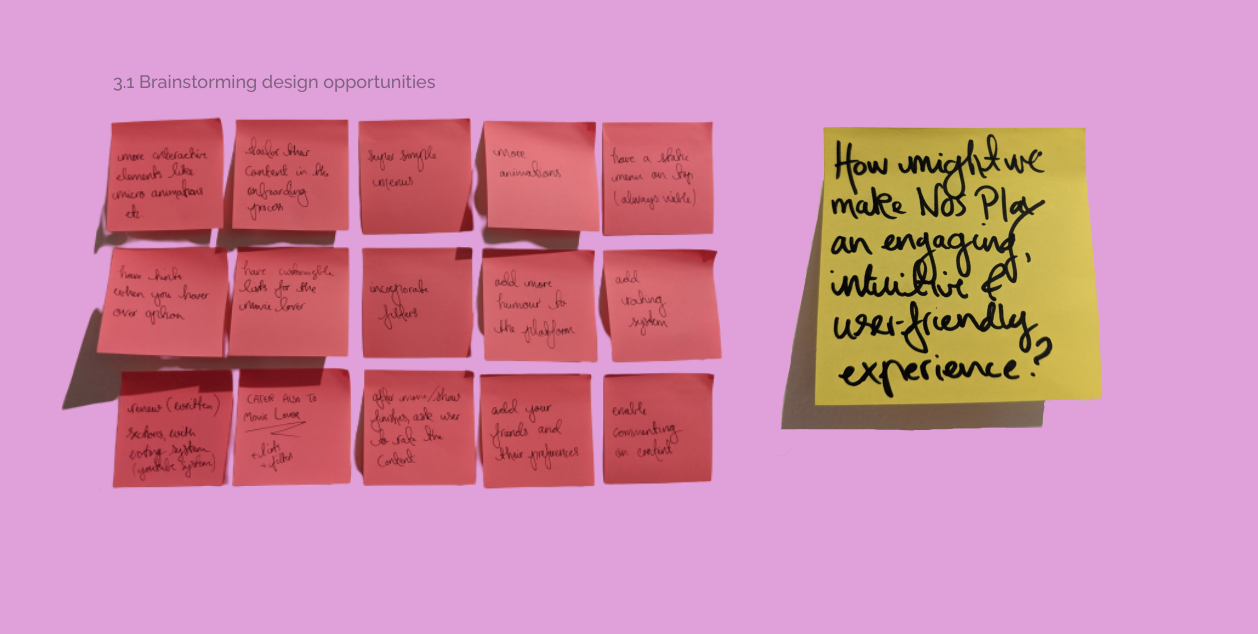 3.1 Brainstorming design opportunities
more interactive
elements like
micro animations
etc
their
content in the
onboarding
process
super simple
menus
more
animations
have a static
menu on top
(always visible)
have hints
when you hover
over option
have customizable
lists for the
movie lover
incorporate
filters
add more
humour to
the platform
add
rating
system
review (written)
sections, with
voting system
(youtube system)
CATER ALSO TO
Movie Lover
+ lists
+ filter
after movie/show
finishes, ask user
to rate the
content
add your
friends and
their preferences
enable
commenting
on content
How might we
make Nos Play
an engaging,
intuitive &
user-friendly
experience?